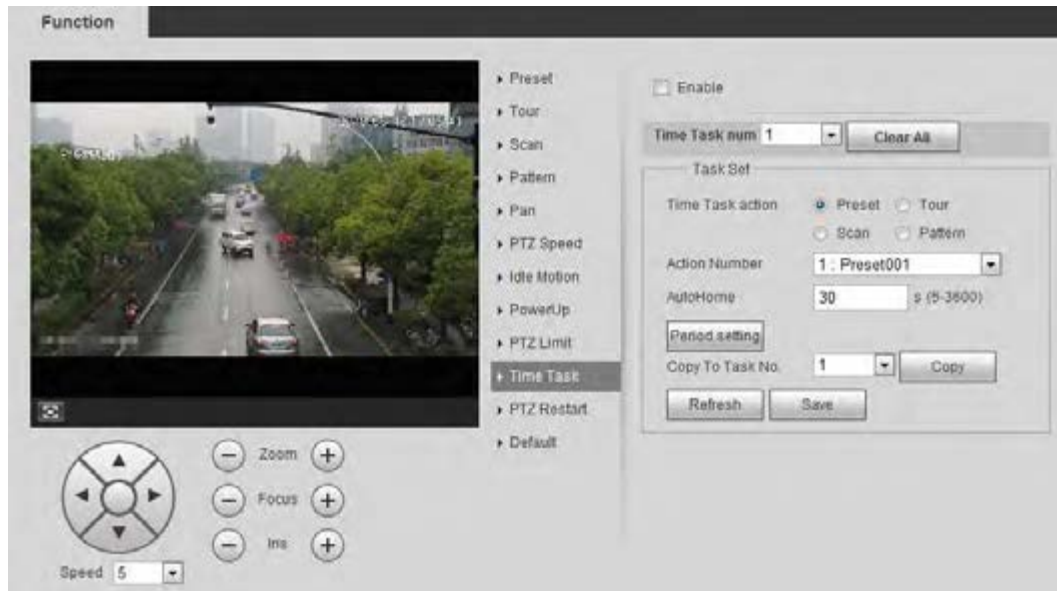 Function
Preset
Tour
Scan
Pattern
Pan
PTZ Speed
Idle Motion
PowerUp
PTZ Limit
Time Task
PTZ Restart
Default
Enable
Time Task num 1 Clear All
Task Set
Time Task action Preset Tour
Scan Pattern
Action Number 1 : Preset001
AutoHome 30 s (5-3600)
Period setting
Copy To Task No. 1 Copy
Refresh Save
Zoom
Focus
Iris
Speed 5